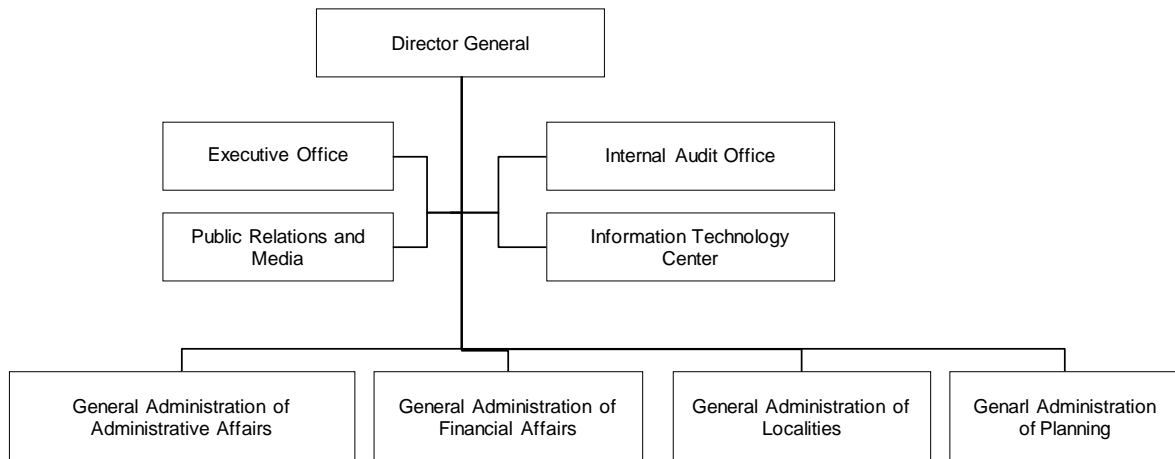 Director General
Executive Office
Internal Audit Office
Public Relations and
Media
Information Technology
Center
General Administration of
Administrative Affairs
General Administration of
Financial Affairs
General Administration of
Localities
Genarl Administration
of Planning